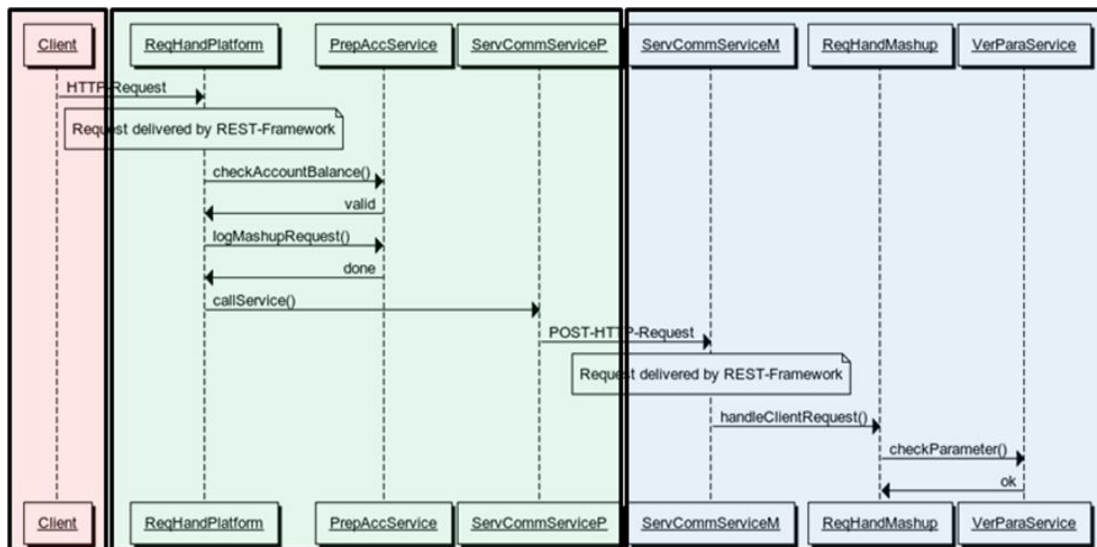 Client
ReqHandPlatform
PrepAccService
ServCommServiceP
ServCommServiceM
ReqHandMashup
VerParaService
HTTP-Request
Request delivered by REST-Framework
checkAccountBalance()
valid
logMashupRequest()
done
callService()
POST-HTTP-Request
Request delivered by REST-Framework
handleClientRequest()
checkParameter()
ok
Client
ReqHandPlatform
PrepAccService
ServCommServiceP
ServCommServiceM
ReqHandMashup
VerParaService